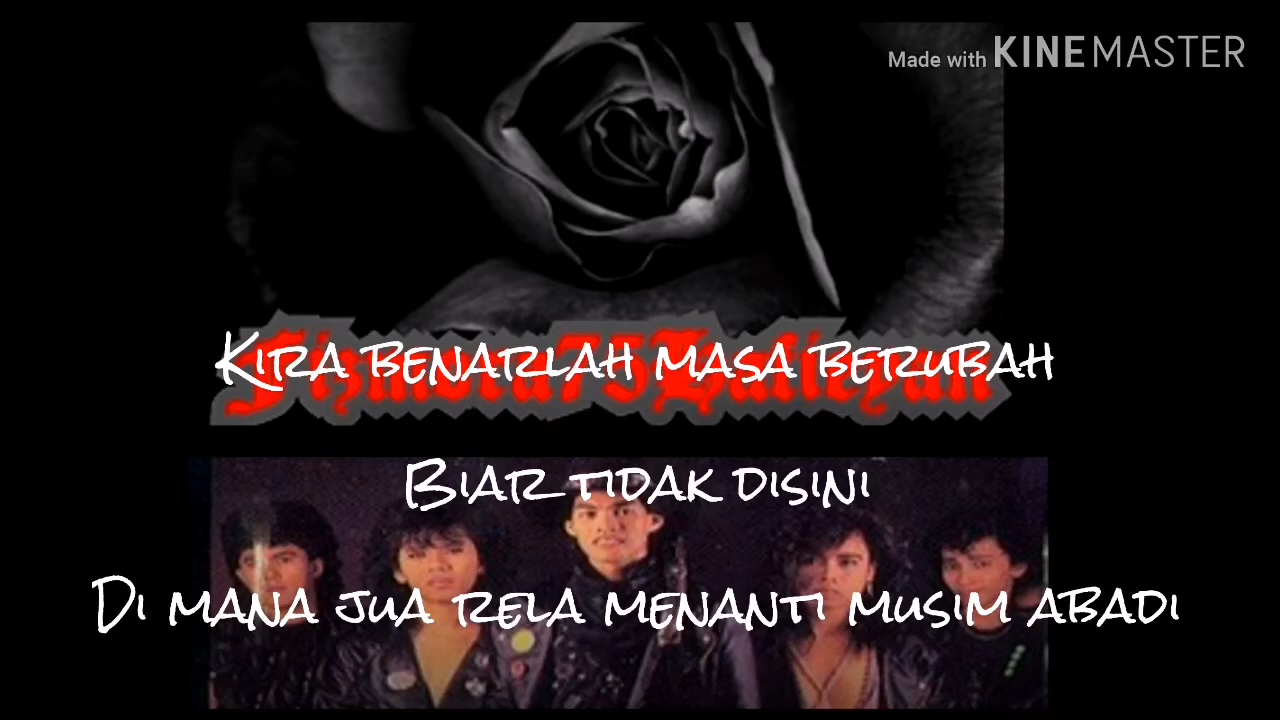 Made with KINEMASTER
KIRA BENARLAH MASA BERUBAH
BIAR TIDAK DISINI
DI MANA JUA RELA MENANTI MUSIM ABADI